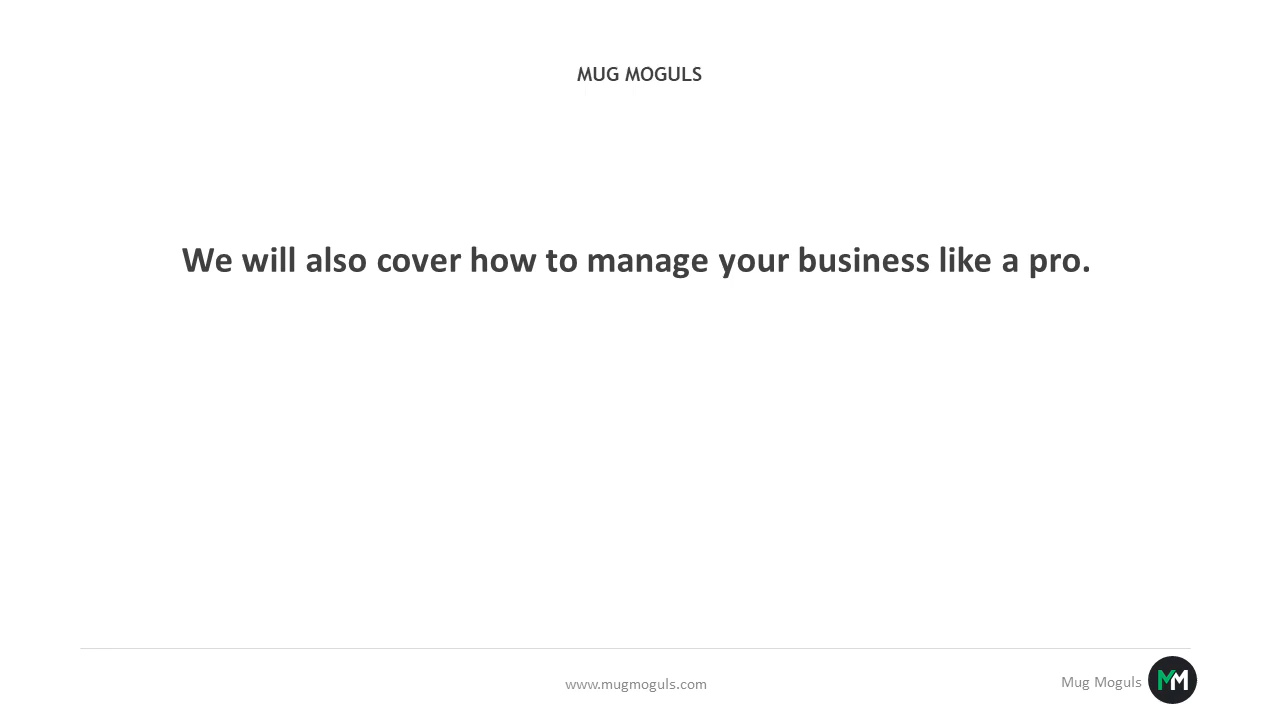 MUG MOGULS
We will also cover how to manage your business like a pro.
www.mugmoguls.com
Mug Moguls
MM